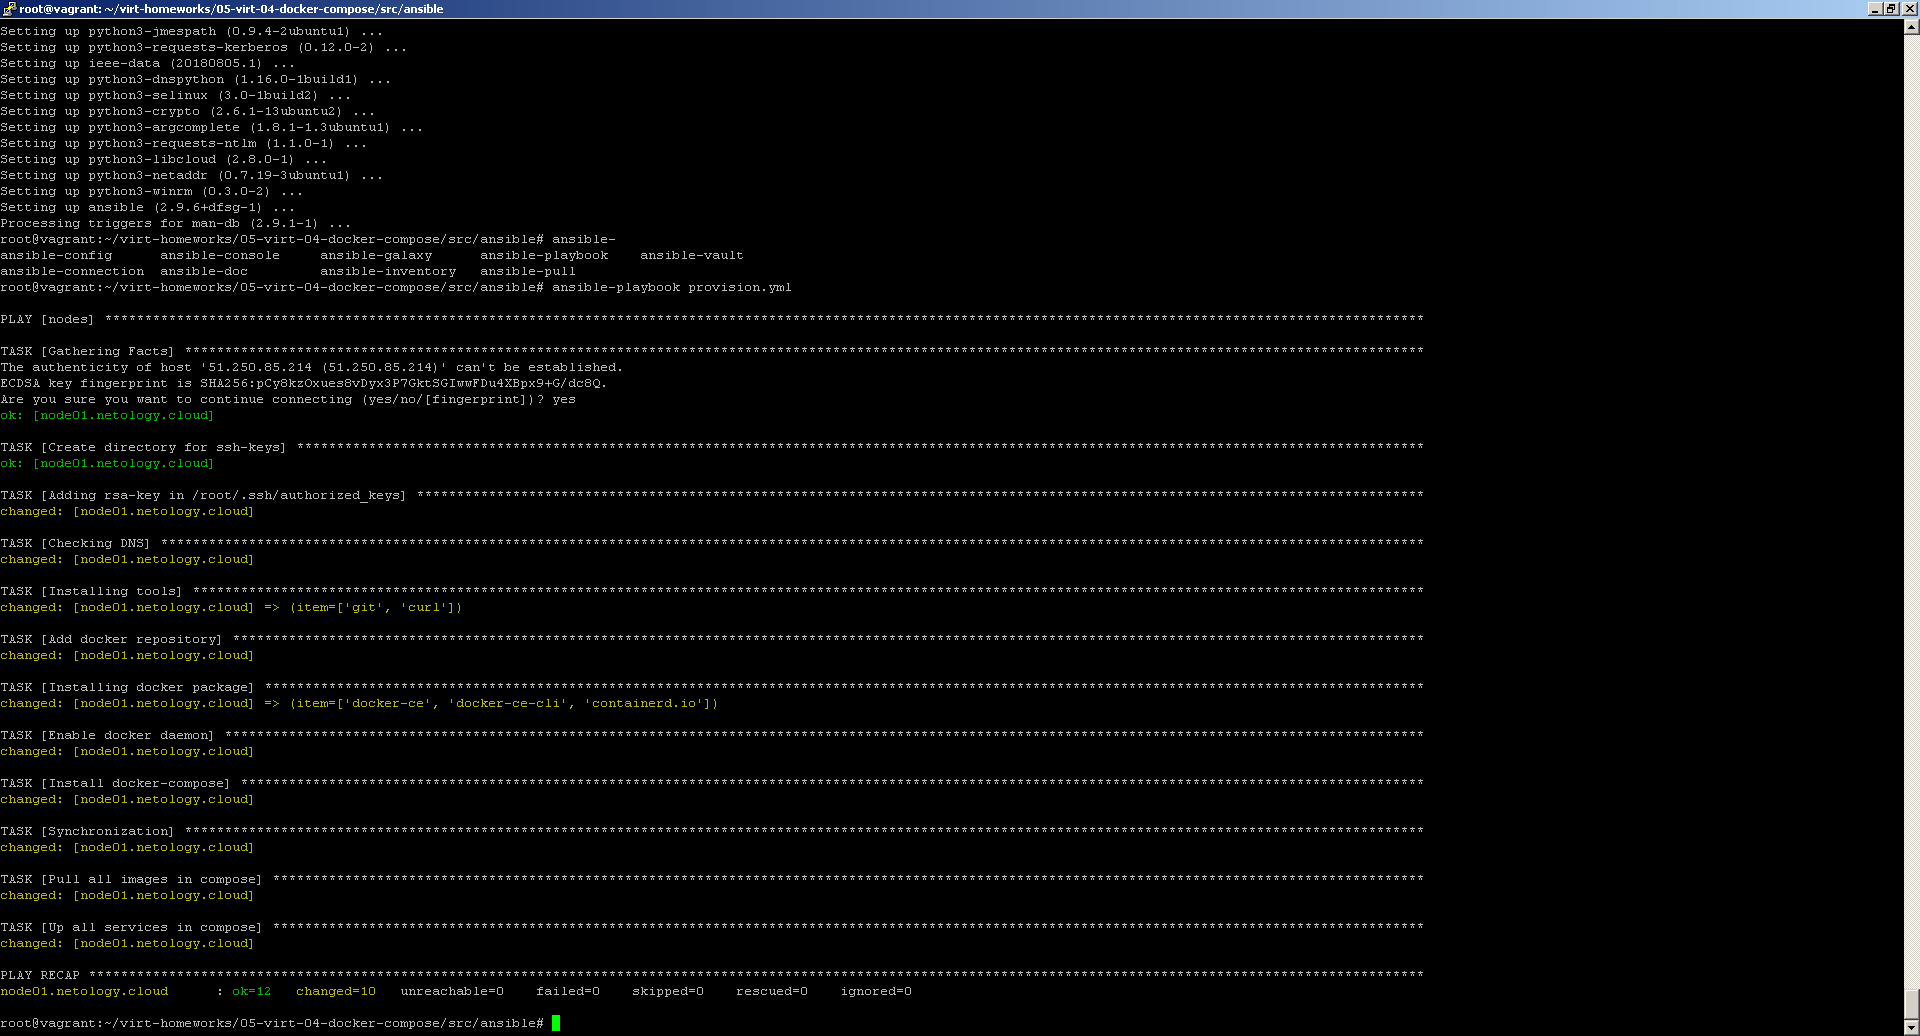 root@vagrant: ~/virt-homeworks/05-virt-04-docker-compose/src/ansible
Setting up python3-jmespath (0.9.4-2ubuntu1) ...
Setting up python3-requests-kerberos (0.12.0-2) ...
Setting up ieee-data (20180805.1) ...
Setting up python3-dnspython (1.16.0-1build1) ...
Setting up python3-selinux (3.0-1build2) ...
Setting up python3-crypto (2.6.1-13ubuntu2) ...
Setting up python3-argcomplete (1.8.1-1.3ubuntu1) ...
Setting up python3-requests-ntlm (1.1.0-1) ...
Setting up python3-libcloud (2.8.0-1) ...
Setting up python3-netaddr (0.7.19-3ubuntu1) ...
Setting up python3-winrm (0.3.0-2) ...
Setting up ansible (2.9.6+dfsg-1) ...
Processing triggers for man-db (2.9.1-1) ...
root@vagrant:~/virt-homeworks/05-virt-04-docker-compose/src/ansible# ansible-
ansible-config      ansible-console     ansible-galaxy      ansible-playbook    ansible-vault
ansible-connection  ansible-doc         ansible-inventory   ansible-pull
root@vagrant:~/virt-homeworks/05-virt-04-docker-compose/src/ansible# ansible-playbook provision.yml
PLAY [nodes] ****
TASK [Gathering Facts] ****
The authenticity of host '51.250.85.214 (51.250.85.214)' can't be established.
ECDSA key fingerprint is SHA256:pCy8kzOxues8vDyx3P7GktSGIwwFDu4XBpx9+G/dc8Q.
Are you sure you want to continue connecting (yes/no/[fingerprint])? yes
ok: [node01.netology.cloud]
TASK [Create directory for ssh-keys] ****
ok: [node01.netology.cloud]
TASK [Adding rsa-key in /root/.ssh/authorized_keys] ****
changed: [node01.netology.cloud]
TASK [Checking DNS] ****
changed: [node01.netology.cloud]
TASK [Installing tools] ****
changed: [node01.netology.cloud] => (item=['git', 'curl'])
TASK [Add docker repository] ****
changed: [node01.netology.cloud]
TASK [Installing docker package] ****
changed: [node01.netology.cloud] => (item=['docker-ce', 'docker-ce-cli', 'containerd.io'])
TASK [Enable docker daemon] ****
changed: [node01.netology.cloud]
TASK [Install docker-compose] ****
changed: [node01.netology.cloud]
TASK [Synchronization] ****
changed: [node01.netology.cloud]
TASK [Pull all images in compose] ****
changed: [node01.netology.cloud]
TASK [Up all services in compose] ****
changed: [node01.netology.cloud]
PLAY RECAP ****
node01.netology.cloud      : ok=12   changed=10   unreachable=0    failed=0    skipped=0    rescued=0    ignored=0
root@vagrant:~/virt-homeworks/05-virt-04-docker-compose/src/ansible#